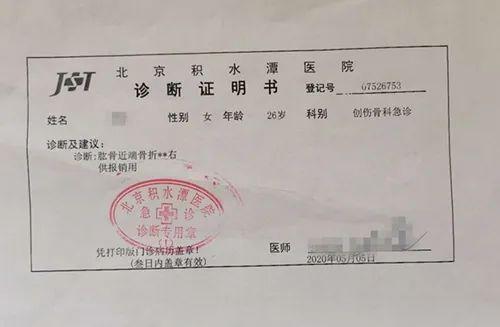 JST 北京积水潭医院
诊断证明书 登记号 67526753
姓名 性别 女 年龄 26岁 科别 创伤骨科急诊
诊断及建议:
诊断:肱骨近端骨折**右
供报销用
北京积水潭医院
急 诊
诊断专用章
(1)
凭打印版门诊病历盖章!
(叁日内盖章有效)
医师
2020年05月05日